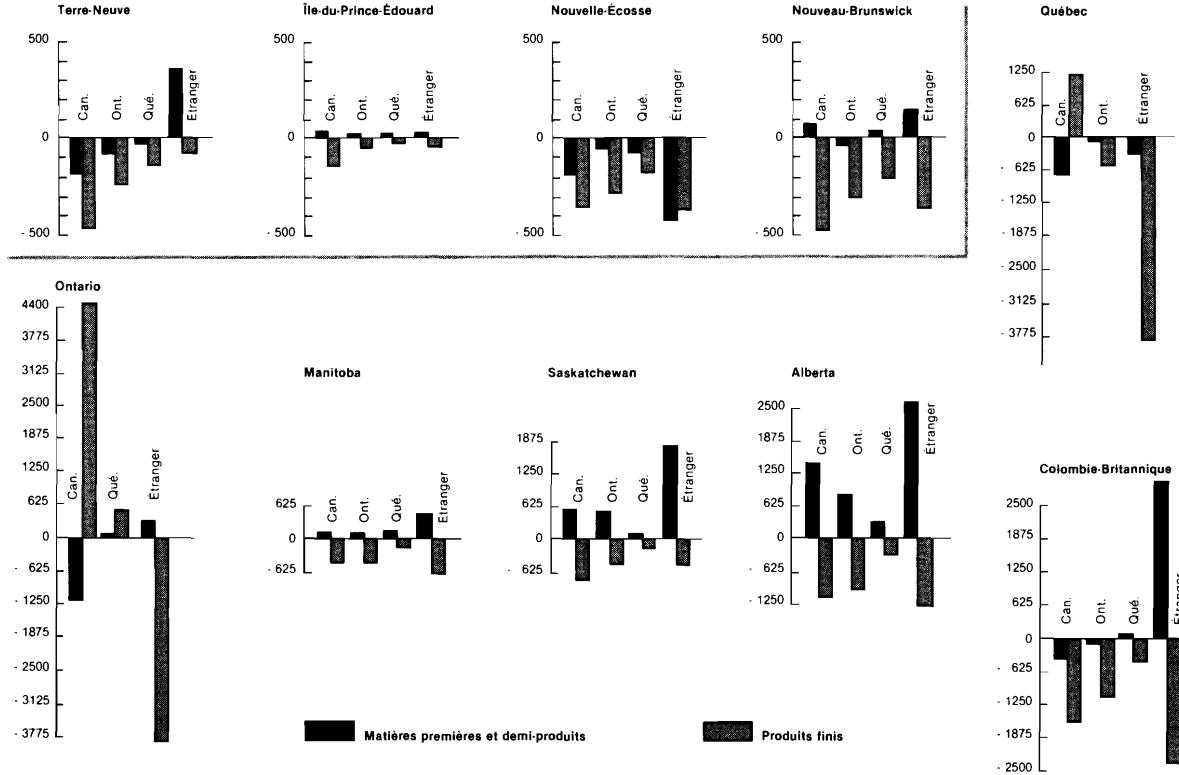 Terre-Neuve
500
Can.
Ont.
Qué.
Étranger
0
- 500
Île-du-Prince-Édouard
500
Can.
Ont.
Qué.
Étranger
0
- 500
Nouvelle-Écosse
500
Can.
Ont.
Qué.
Étranger
0
- 500
Nouveau-Brunswick
500
Can.
Ont.
Qué.
Étranger
0
- 500
Québec
1250
625
0
- 625
- 1250
- 1875
- 2500
- 3125
- 3775
Can.
Ont.
Étranger
Ontario
4400
3775
3125
2500
1875
1250
625
0
- 625
- 1250
- 1875
- 2500
- 3125
- 3775
Can.
Qué.
Étranger
Manitoba
625
0
- 625
Can.
Ont.
Qué.
Etranger
Saskatchewan
1875
1250
625
0
- 625
Can.
Ont.
Qué.
Étranger
Alberta
2500
1875
1250
625
0
- 625
- 1250
Can.
Ont.
Qué.
Étranger
Colombie-Britannique
2500
1875
1250
625
0
- 625
- 1250
- 1875
- 2500
Can.
Ont.
Qué.
Étranger
Matières premières et demi-produits
Produits finis